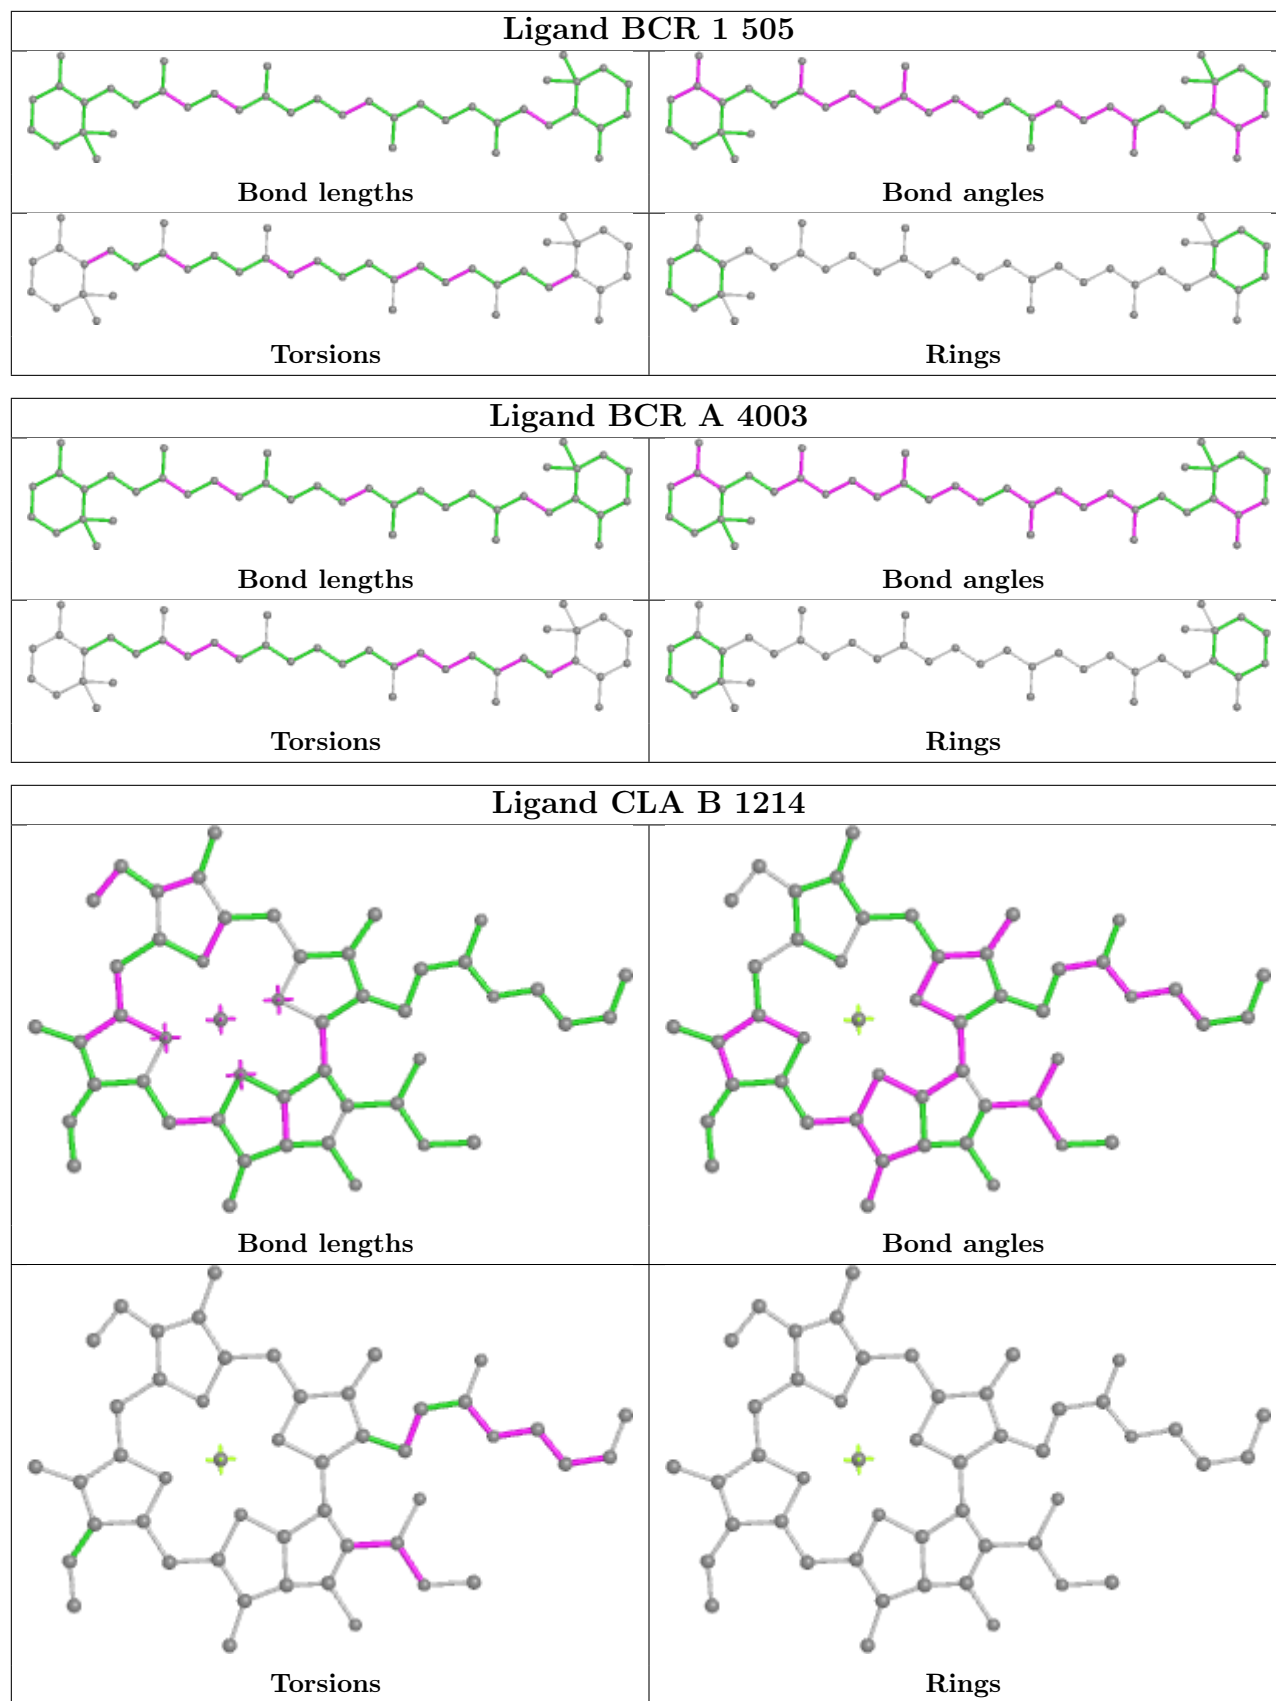 Ligand BCR 1 505
Bond lengths
Bond angles
Torsions
Rings
Ligand BCR A 4003
Bond lengths
Bond angles
Torsions
Rings
Ligand CLA B 1214
Bond lengths
Bond angles
Torsions
Rings